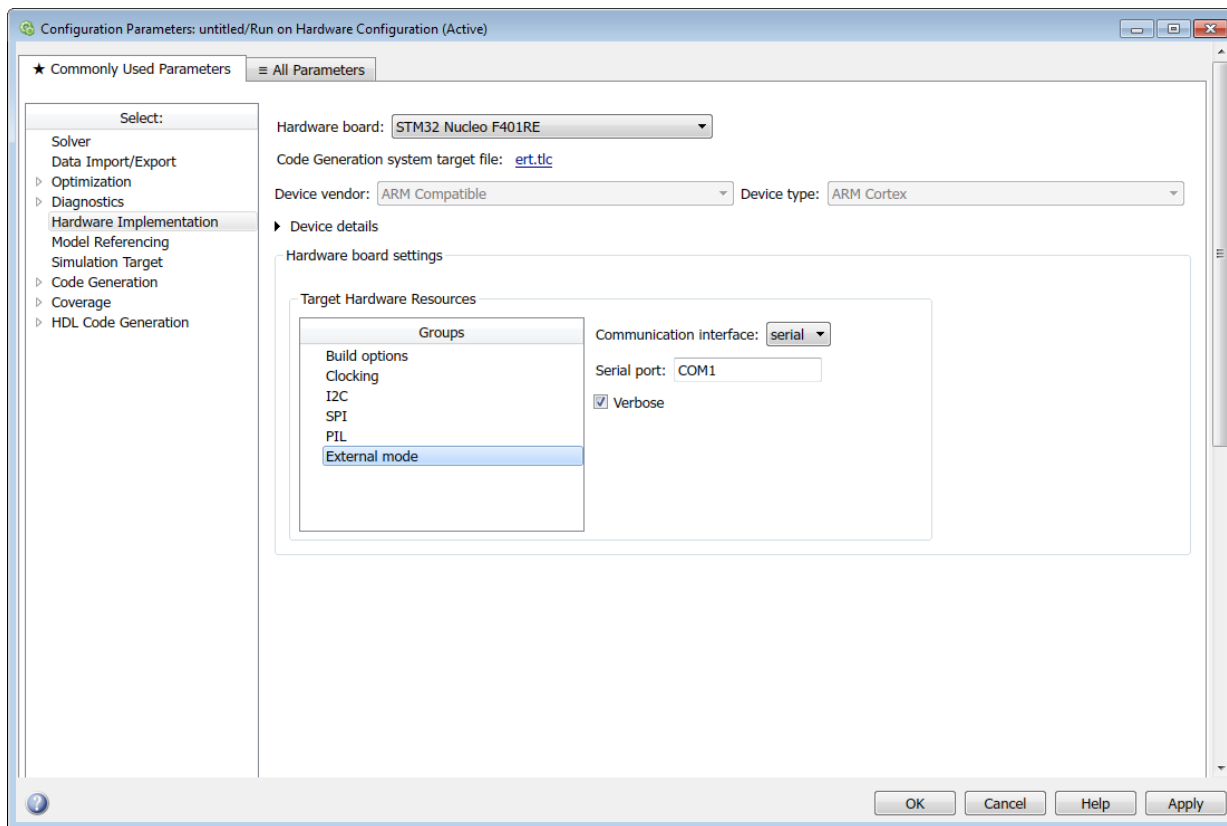 Configuration Parameters: untitled/Run on Hardware Configuration (Active)
★ Commonly Used Parameters
≡ All Parameters
Select:
Solver
Data Import/Export
Optimization
Diagnostics
Hardware Implementation
Model Referencing
Simulation Target
Code Generation
Coverage
HDL Code Generation
Hardware board: STM32 Nucleo F401RE
Code Generation system target file: ert.tlc
Device vendor: ARM Compatible Device type: ARM Cortex
Device details
Hardware board settings
Target Hardware Resources
Groups
Build options
Clocking
I2C
SPI
PIL
External mode
Communication interface: serial
Serial port: COM1
Verbose
OK Cancel Help Apply